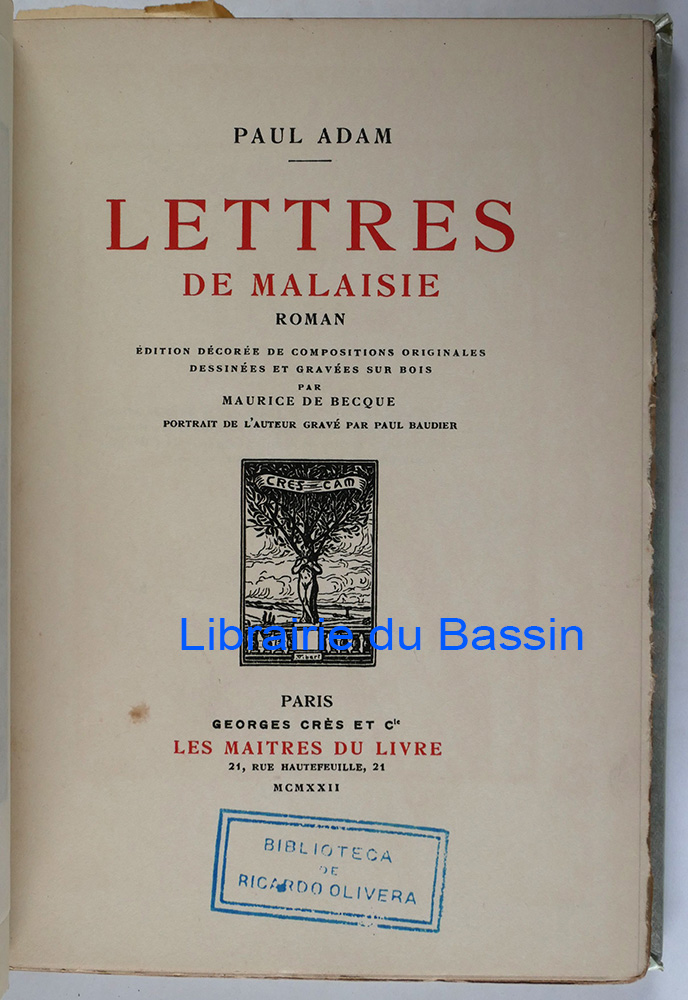 PAUL ADAM
LETTRES
DE MALAISIE
ROMAN
ÉDITION DÉCORÉE DE COMPOSITIONS ORIGINALES
DESSINÉES ET GRAVÉES SUR BOIS
PAR
MAURICE DE BECQUE
PORTRAIT DE L'AUTEUR GRAVÉ PAR PAUL BAUDIER
CRES-CAM
Librairie du Bassin
PARIS
GEORGES CRÈS ET Cie
LES MAITRES DU LIVRE
21, RUE HAUTEFEUILLE, 21
MCMXXII
BIBLIOTECA
DE
RICARDO OLIVERA